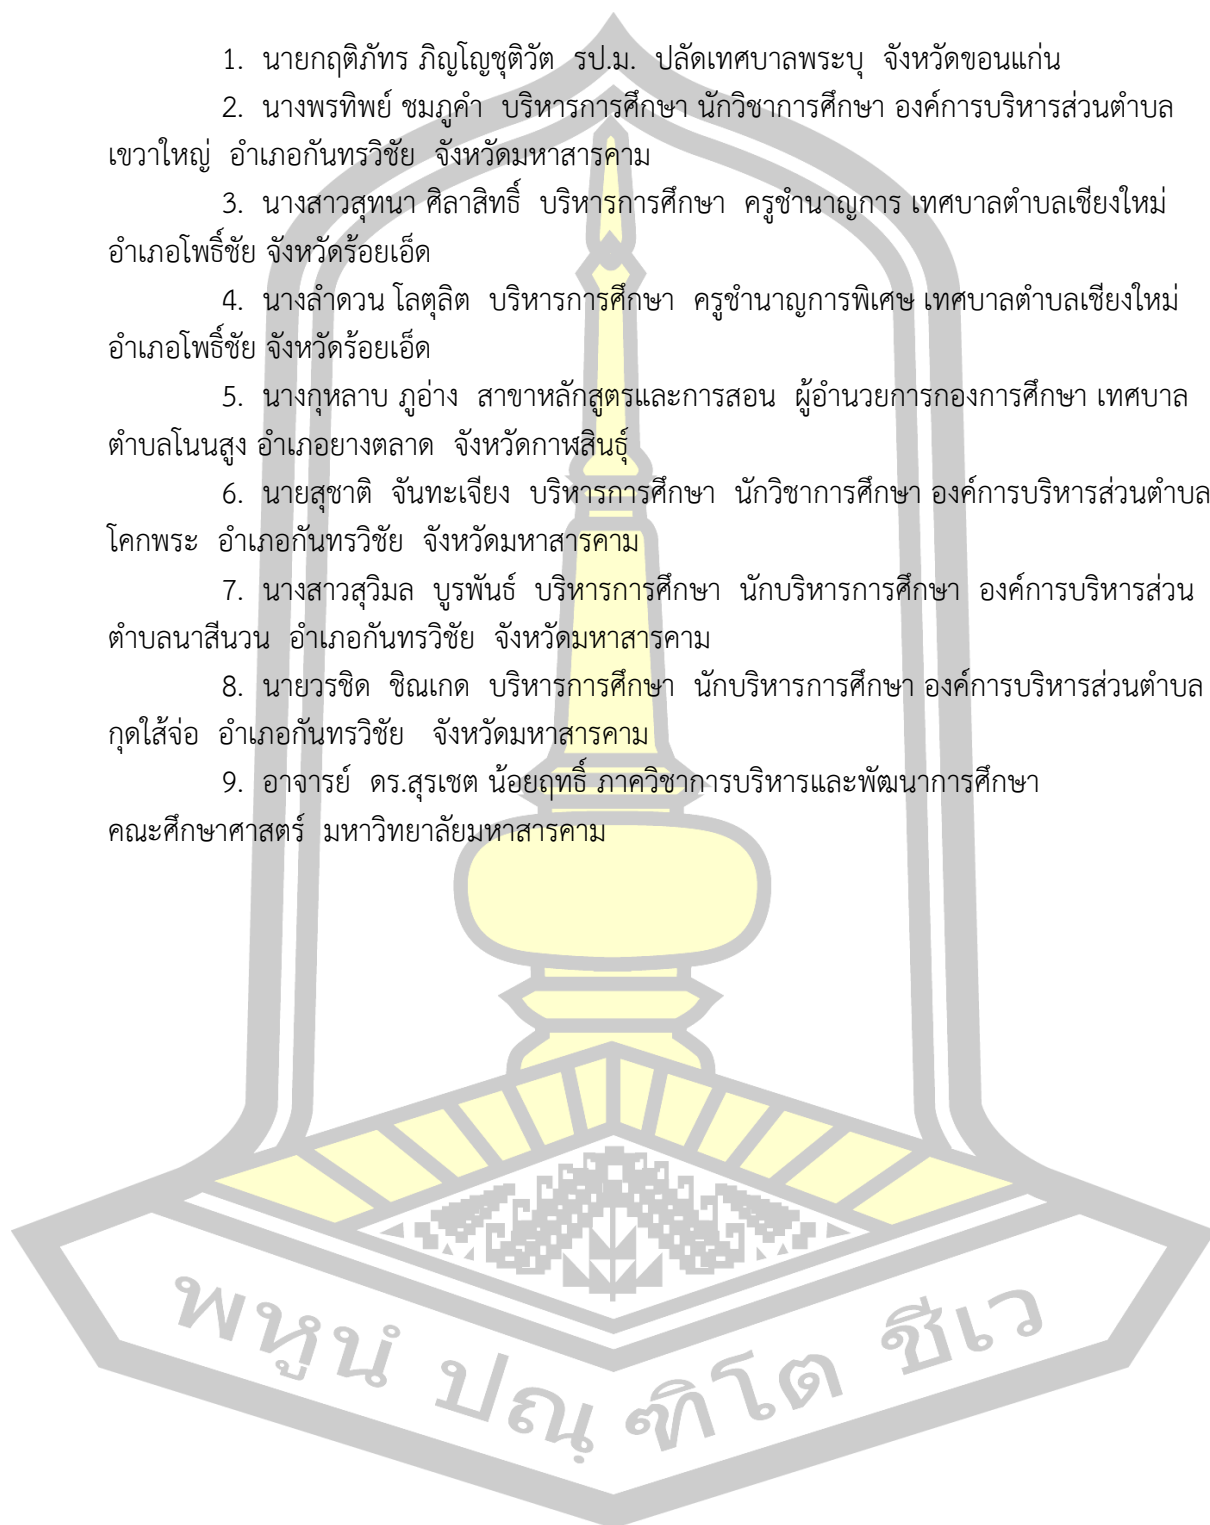 1. นายกฤติภัทร ภิญโญชุติวัต รป.ม. ปลัดเทศบาลพระบุ จังหวัดขอนแก่น
2. นางพรทิพย์ ชมภูคำ บริหารการศึกษา นักวิชาการศึกษา องค์การบริหารส่วนตำบล
เขวาใหญ่ อำเภอกันทรวิชัย จังหวัดมหาสารคาม
3. นางสาวสุทนา ศิลาสิทธิ์ บริหารการศึกษา ครูชำนาญการ เทศบาลตำบลเชียงใหม่
อำเภอโพธิ์ชัย จังหวัดร้อยเอ็ด
4. นางลำดวน โลตุลิต บริหารการศึกษา ครูชำนาญการพิเศษ เทศบาลตำบลเชียงใหม่
อำเภอโพธิ์ชัย จังหวัดร้อยเอ็ด
5. นางกุหลาบ ภูอ่าง สาขาหลักสูตรและการสอน ผู้อำนวยการกองการศึกษา เทศบาล
ตำบลโนนสูง อำเภอยางตลาด จังหวัดกาฬสินธุ์
6. นายสุชาติ จันทะเจียง บริหารการศึกษา นักวิชาการศึกษา องค์การบริหารส่วนตำบล
โคกพระ อำเภอกันทรวิชัย จังหวัดมหาสารคาม
7. นางสาวสุวิมล บูรพันธ์ บริหารการศึกษา นักบริหารการศึกษา องค์การบริหารส่วน
ตำบลนาสีนวน อำเภอกันทรวิชัย จังหวัดมหาสารคาม
8. นายวรชิด ชิณเกด บริหารการศึกษา นักบริหารการศึกษา องค์การบริหารส่วนตำบล
กุดใส้จ่อ อำเภอกันทรวิชัย จังหวัดมหาสารคาม
9. อาจารย์ ดร.สุรเชต น้อยฤทธิ์ ภาควิชาการบริหารและพัฒนาการศึกษา
คณะศึกษาศาสตร์ มหาวิทยาลัยมหาสารคาม
พหูนํ ปณฺฑิโต ชีเว